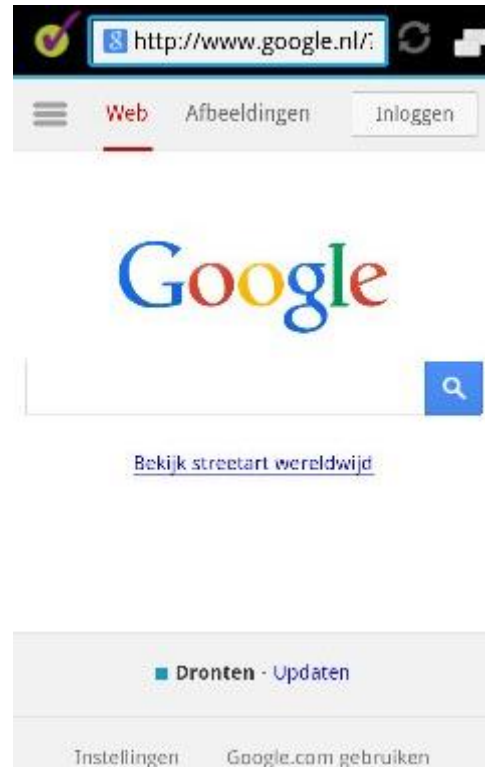 http://www.google.nl/
Web Afbeeldingen Inloggen
Google
Bekijk streetart wereldwijd
Dronten - Updaten
Instellingen Google.com gebruiken